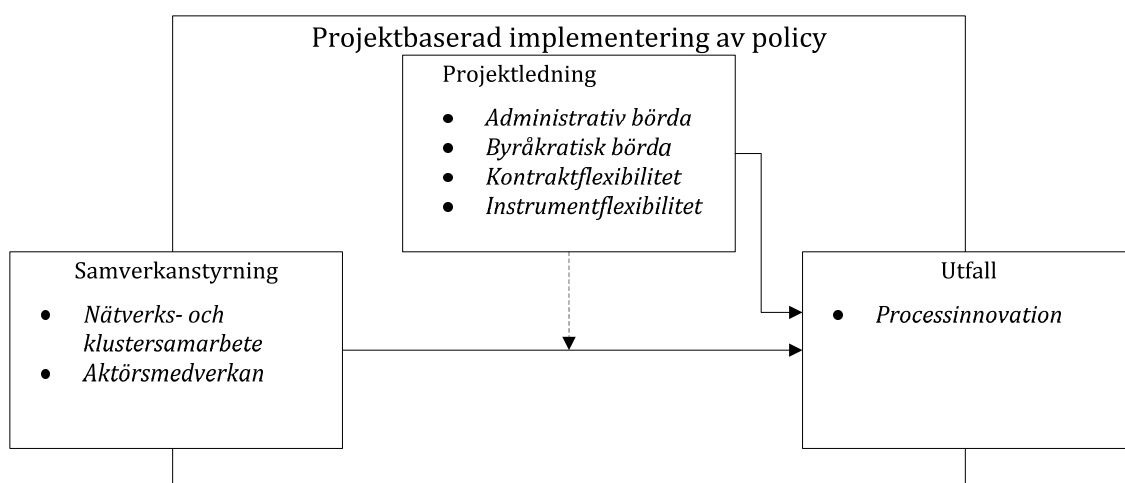 Projektbaserad implementering av policy
Projektledning
● Administrativ börda
● Byråkratisk börda
● Kontraktflexibilitet
● Instrumentflexibilitet
Samverkanstyrning
● Nätverks- och
klustersamarbete
● Aktörsmedverkan
Utfall
● Processinnovation